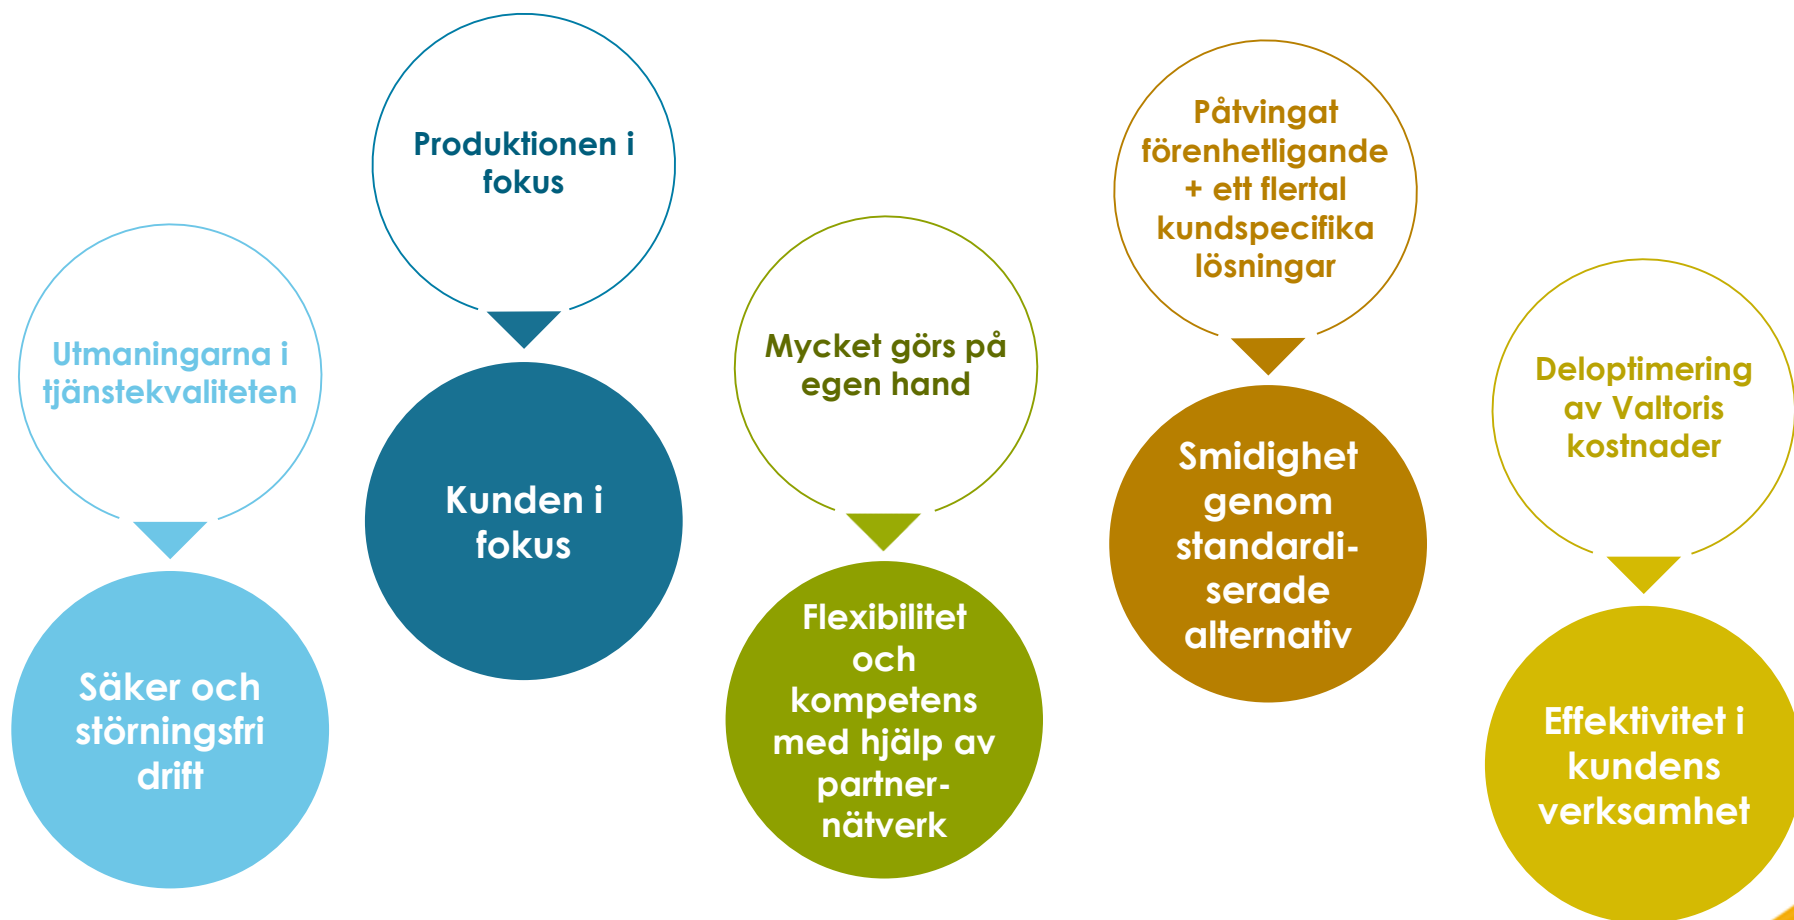 Utmaningarna i
tjänstekvaliteten
Säker och
störningsfri
drift
Produktionen i
fokus
Kunden i
fokus
Mycket görs på
egen hand
Flexibilitet
och
kompetens
med hjälp av
partner-
nätverk
Påtvingat
förenhetligande
+ ett flertal
kundspecifika
lösningar
Smidighet
genom
standardi-
serade
alternativ
Deloptimering
av Valtoris
kostnader
Effektivitet i
kundens
verksamhet